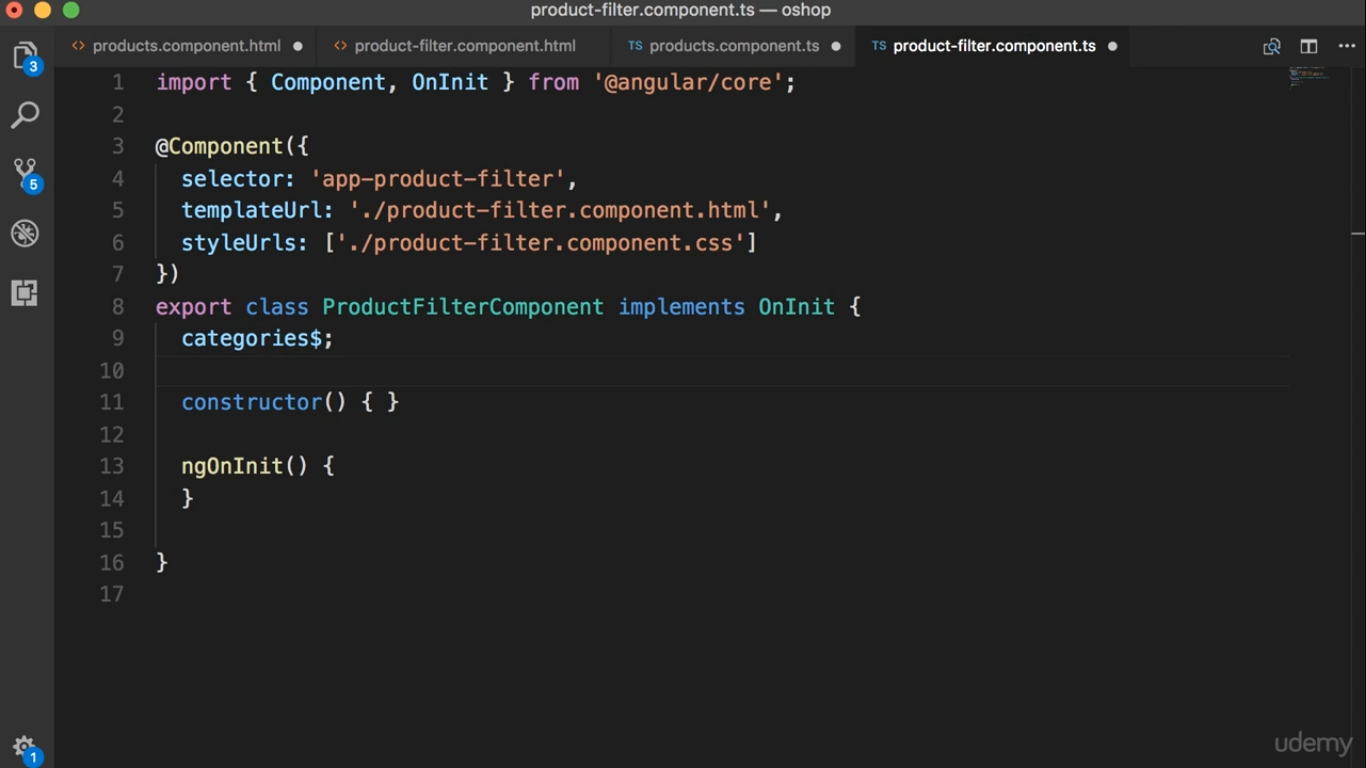 product-filter.component.ts — oshop
<> products.component.html ● <> product-filter.component.html TS products.component.ts ● TS product-filter.component.ts ●
3
5
1
1 import { Component, OnInit } from '@angular/core';
2
3 @Component({
4 selector: 'app-product-filter',
5 templateUrl: './product-filter.component.html',
6 styleUrls: ['./product-filter.component.css']
7 })
8 export class ProductFilterComponent implements OnInit {
9 categories$;
10
11 constructor() { }
12
13 ngOnInit() {
14 }
15
16 }
17
udemy